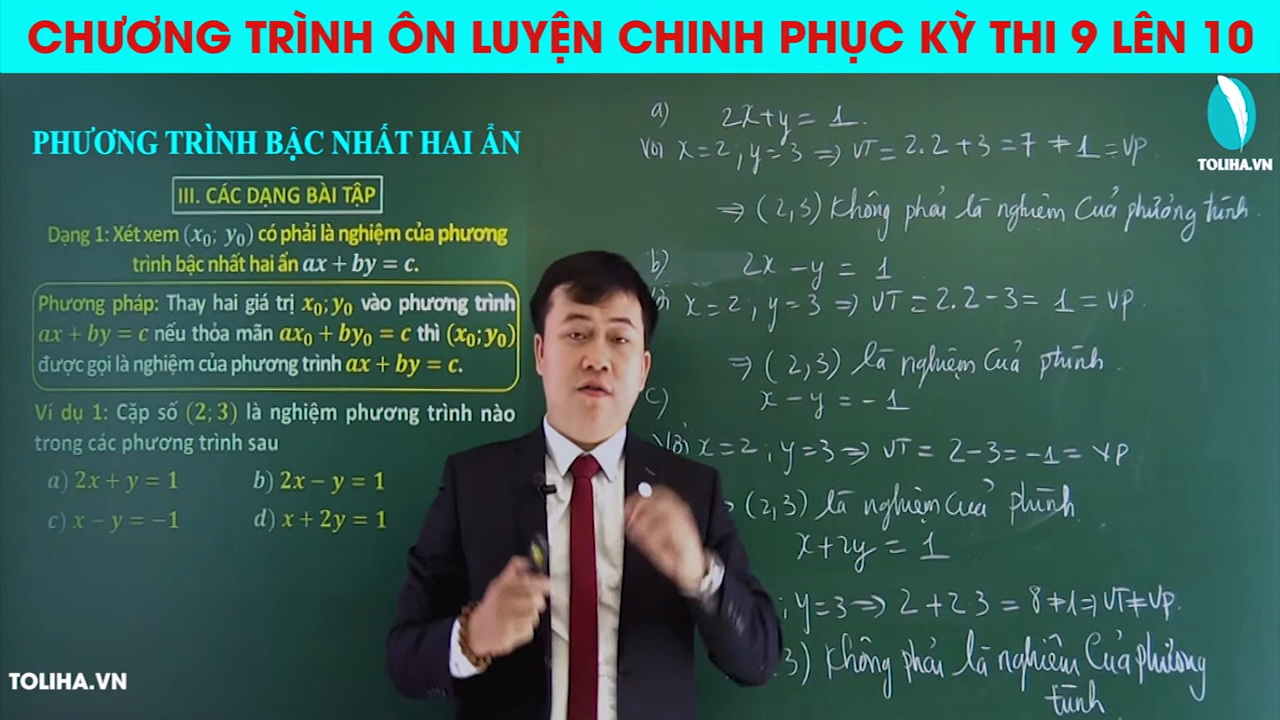 CHƯƠNG TRÌNH ÔN LUYỆN CHINH PHỤC KỲ THI 9 LÊN 10
TOLIHA.VN
PHƯƠNG TRÌNH BẬC NHẤT HAI ẨN
III. CÁC DẠNG BÀI TẬP
Dạng 1: Xét xem (x₀; y₀) có phải là nghiệm của phương
trình bậc nhất hai ẩn ax + by = c.
Phương pháp: Thay hai giá trị x₀; y₀ vào phương trình
ax + by = c nếu thỏa mãn ax₀ + by₀ = c thì (x₀; y₀)
được gọi là nghiệm của phương trình ax + by = c.
Ví dụ 1: Cặp số (2; 3) là nghiệm phương trình nào
trong các phương trình sau
a) 2x + y = 1 b) 2x − y = 1
c) x − y = −1 d) x + 2y = 1
a) 2x + y = 1.
Với x = 2; y = 3 ⇒ VT = 2.2 + 3 = 7 ≠ 1 = VP
⇒ (2,3) không phải là nghiệm của phương trình.
b) 2x − y = 1
x = 2; y = 3 ⇒ VT = 2.2 − 3 = 1 = VP.
⇒ (2,3) là nghiệm của ptrình.
c) x − y = −1
Với x = 2; y = 3 ⇒ VT = 2 − 3 = −1 = VP
⇒ (2,3) là nghiệm của ptrình.
x + 2y = 1
; y = 3 ⇒ 2 + 2.3 = 8 ≠ 1 ⇒ VT ≠ VP.
3) không phải là nghiệm của phương
trình
TOLIHA.VN